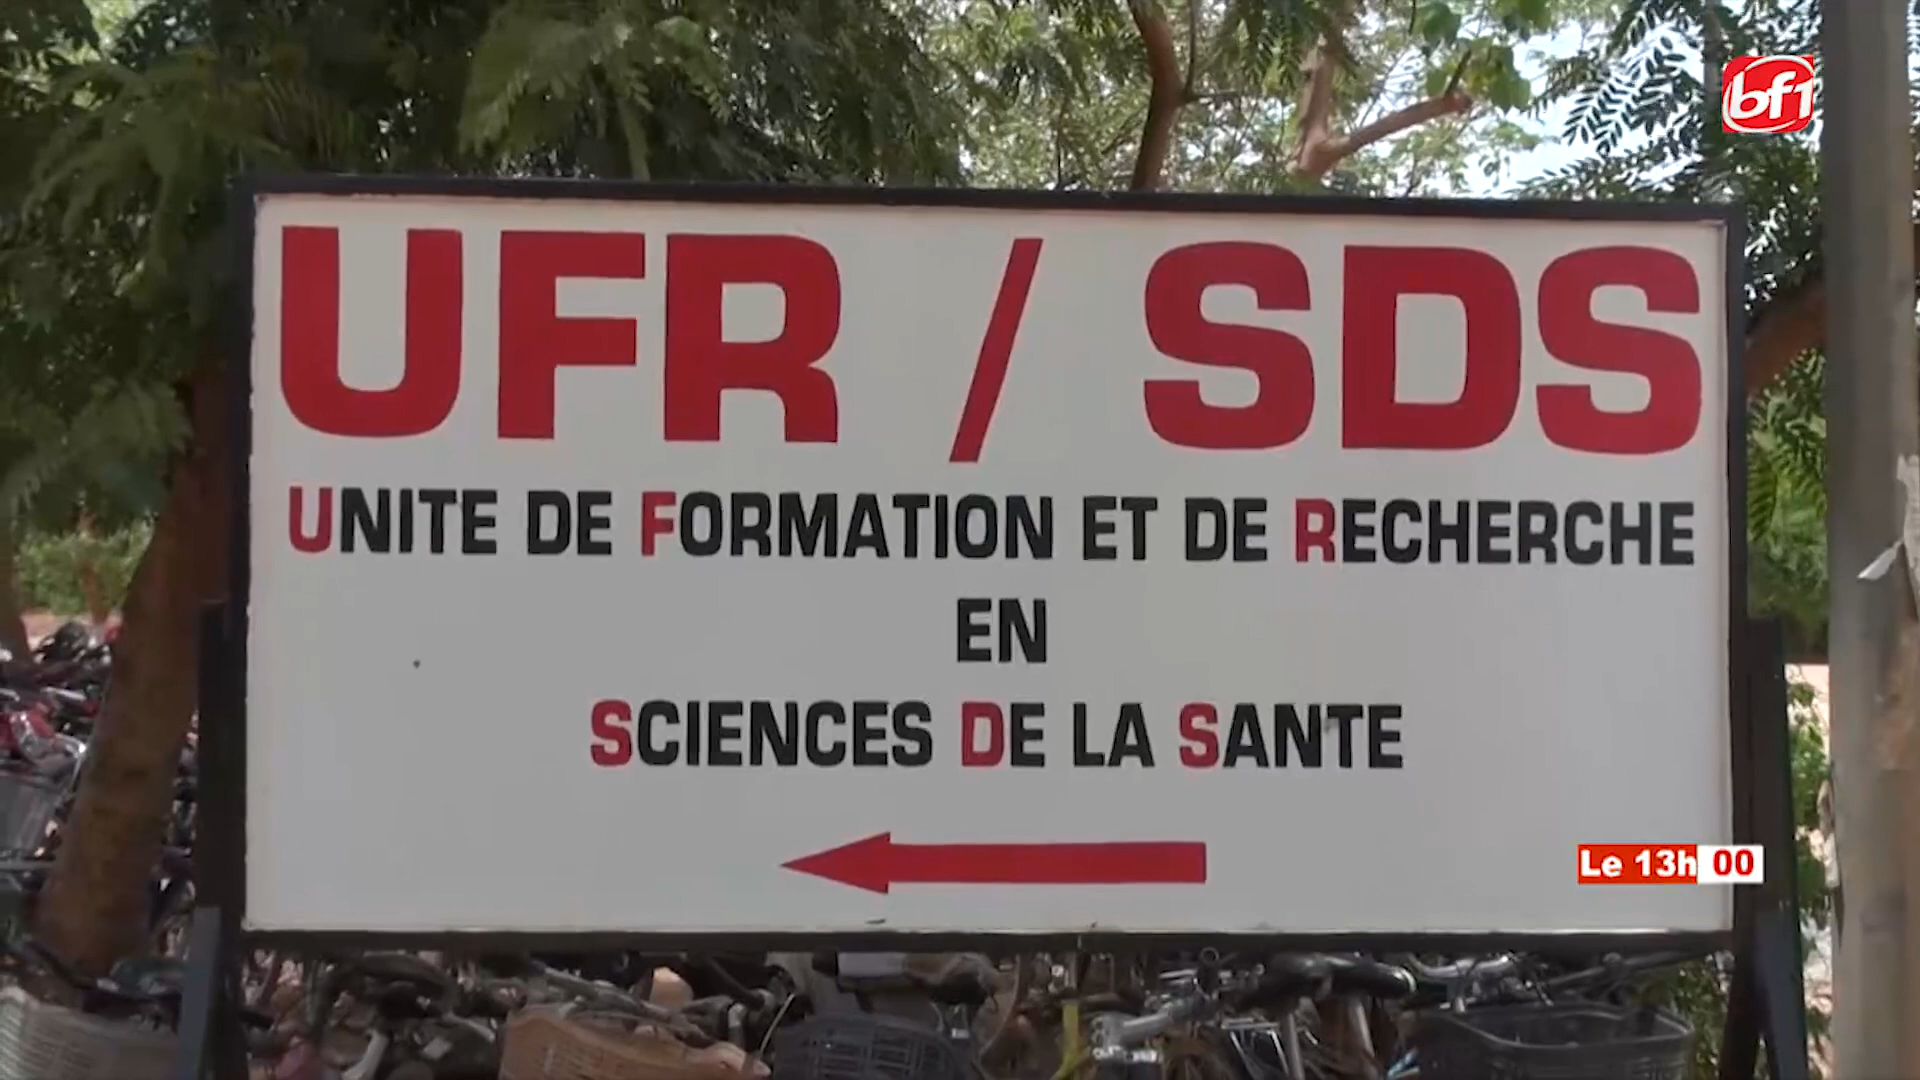 bf1
UFR / SDS
UNITE DE FORMATION ET DE RECHERCHE
EN
SCIENCES DE LA SANTE
Le 13h 00